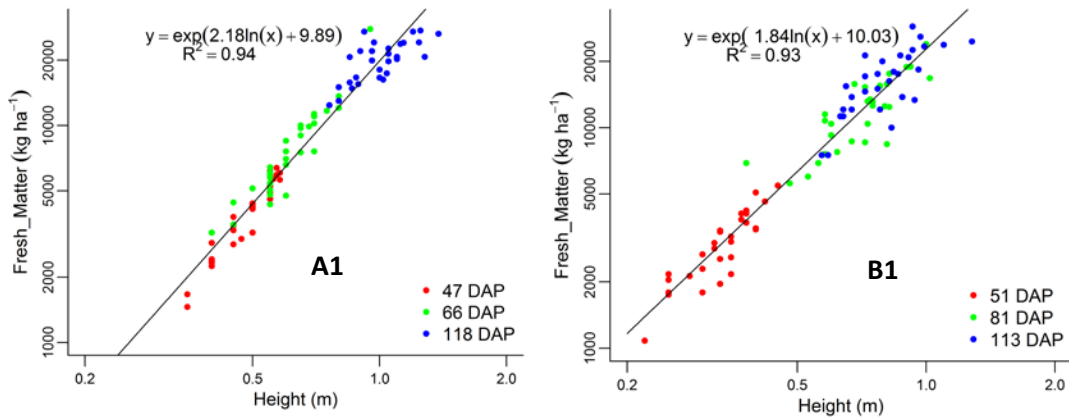 y = exp(2.18ln(x) + 9.89)
R² = 0.94
Fresh_Matter (kg ha⁻¹)
20000
10000
5000
2000
1000
A1
47 DAP
66 DAP
118 DAP
0.2 0.5 1.0 2.0
Height (m)
y = exp( 1.84ln(x) + 10.03)
R² = 0.93
Fresh_Matter (kg ha⁻¹)
20000
10000
5000
2000
1000
B1
51 DAP
81 DAP
113 DAP
0.2 0.5 1.0 2.0
Height (m)